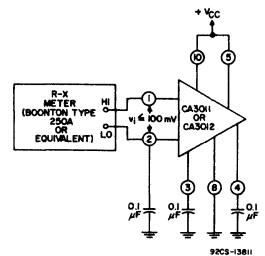 + VCC
R-X
METER
(BOONTON TYPE
250A
OR
EQUIVALENT)
HI
LO
1
vi ≤ 100 mV
2
10
5
CA3011
OR
CA3012
3
8
4
0.1
μF
0.1
μF
0.1
μF
92CS-13811